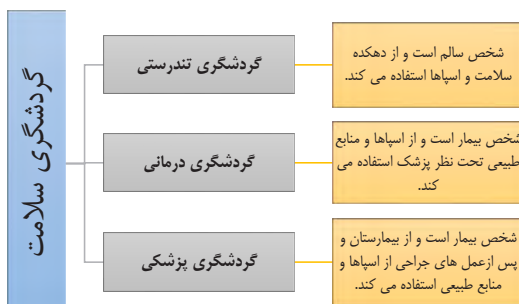 گردشگری سلامت
گردشگری تندرستی
شخص سالم است و از دهکده
سلامت و اسپاها استفاده می کند.
گردشگری درمانی
شخص بیمار است و از اسپاها و منابع
طبیعی تحت نظر پزشک استفاده می
کند.
گردشگری پزشکی
شخص بیمار است و از بیمارستان و
پس ازعمل های جراحی از اسپاها و
منابع طبیعی استفاده می کند.